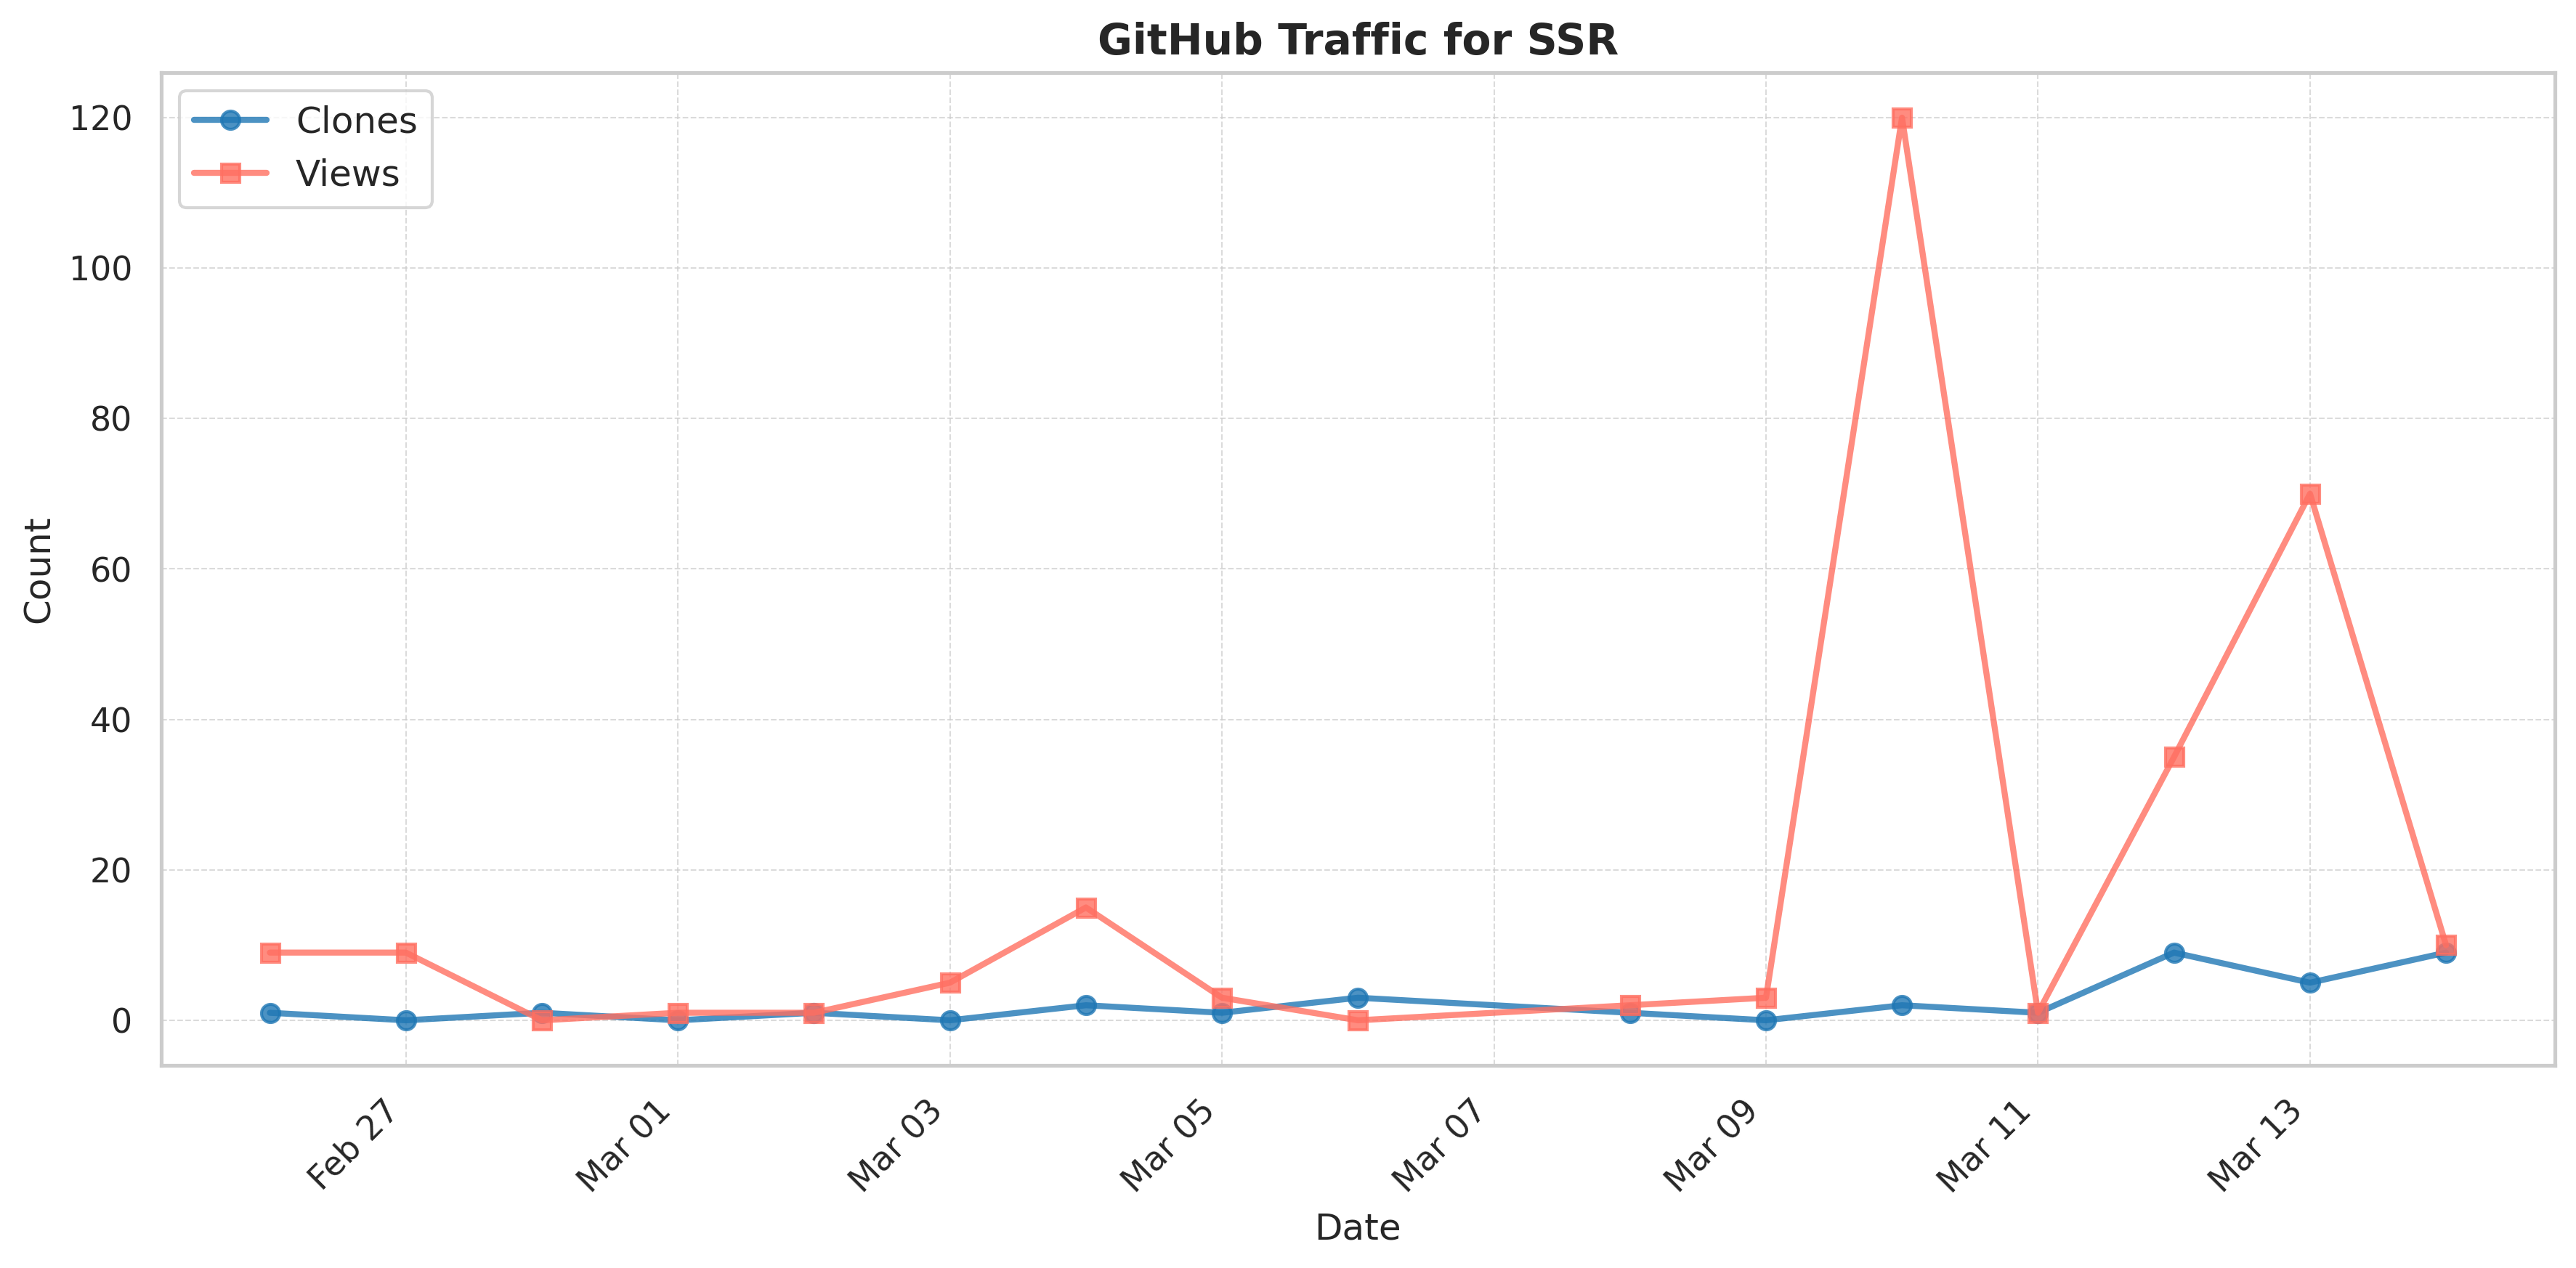 GitHub Traffic for SSR
Clones
Views
120
100
80
60
40
20
0
Count
Feb 27
Mar 01
Mar 03
Mar 05
Mar 07
Mar 09
Mar 11
Mar 13
Date